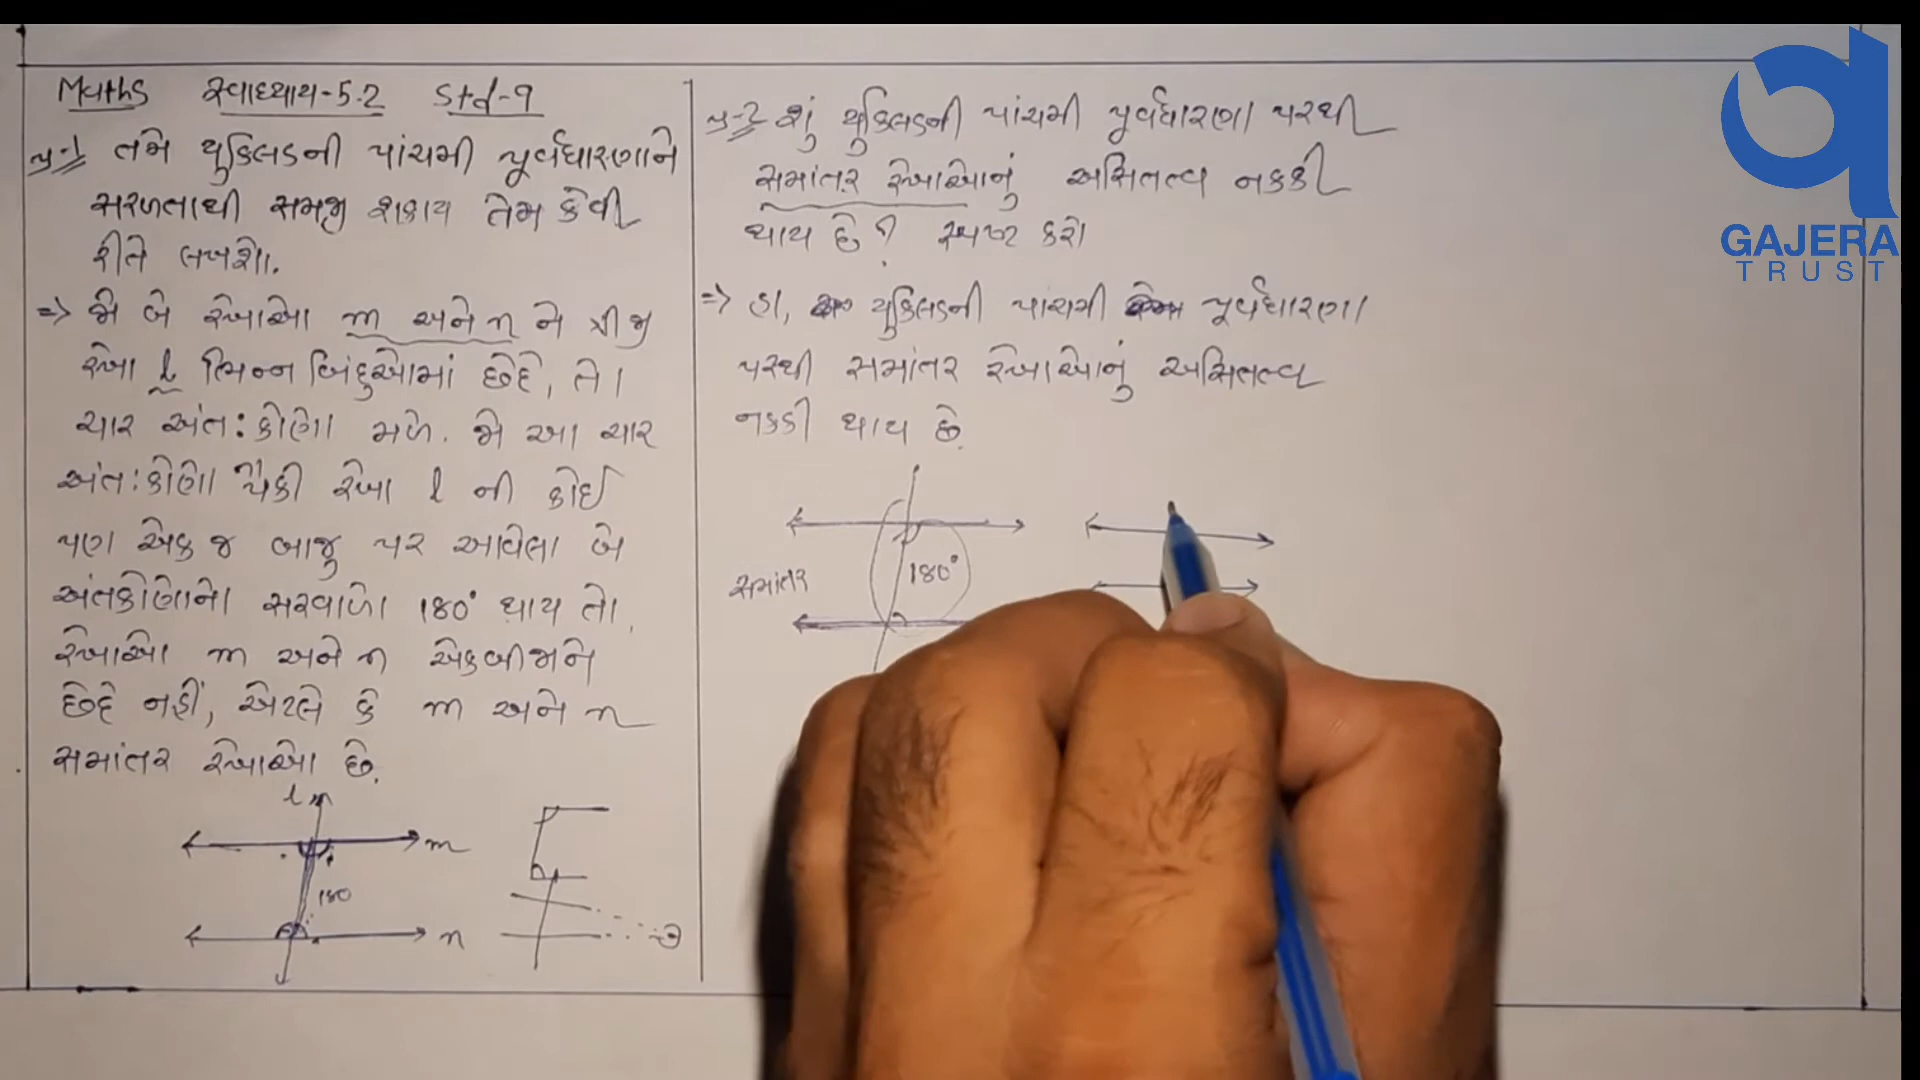 Maths સ્વાધ્યાય-5.2 Std-9
પ્ર-1 તમે યુક્લિડની પાંચમી પૂર્વધારણાને
સરળતાથી સમજી શકાય તેમ કેવી
રીતે લખશો.
⇒ જો બે રેખાઓ m અને n ને ત્રીજી
રેખા l ભિન્ન બિંદુઓમાં છેદે, તો
ચાર અંત:કોણો મળે. જો આ ચાર
અંત:કોણો પૈકી રેખા l ની કોઈ
પણ એક જ બાજુ પર આવેલા બે
અંતકોણોનો સરવાળો 180° થાય તો,
રેખાઓ m અને n એકબીજાને
છેદે નહીં, એટલે કે m અને n
સમાંતર રેખાઓ છે.
l
m
180
n
પ્ર-2 શું યુક્લિડની પાંચમી પૂર્વધારણા પરથી
સમાંતર રેખાઓનું અસ્તિત્વ નક્કી
થાય છે? સ્પષ્ટ કરો
⇒ હા, યુક્લિડની પાંચમી પૂર્વધારણા
પરથી સમાંતર રેખાઓનું અસ્તિત્વ
નક્કી થાય છે.
180°
સમાંતર
GAJERA
TRUST